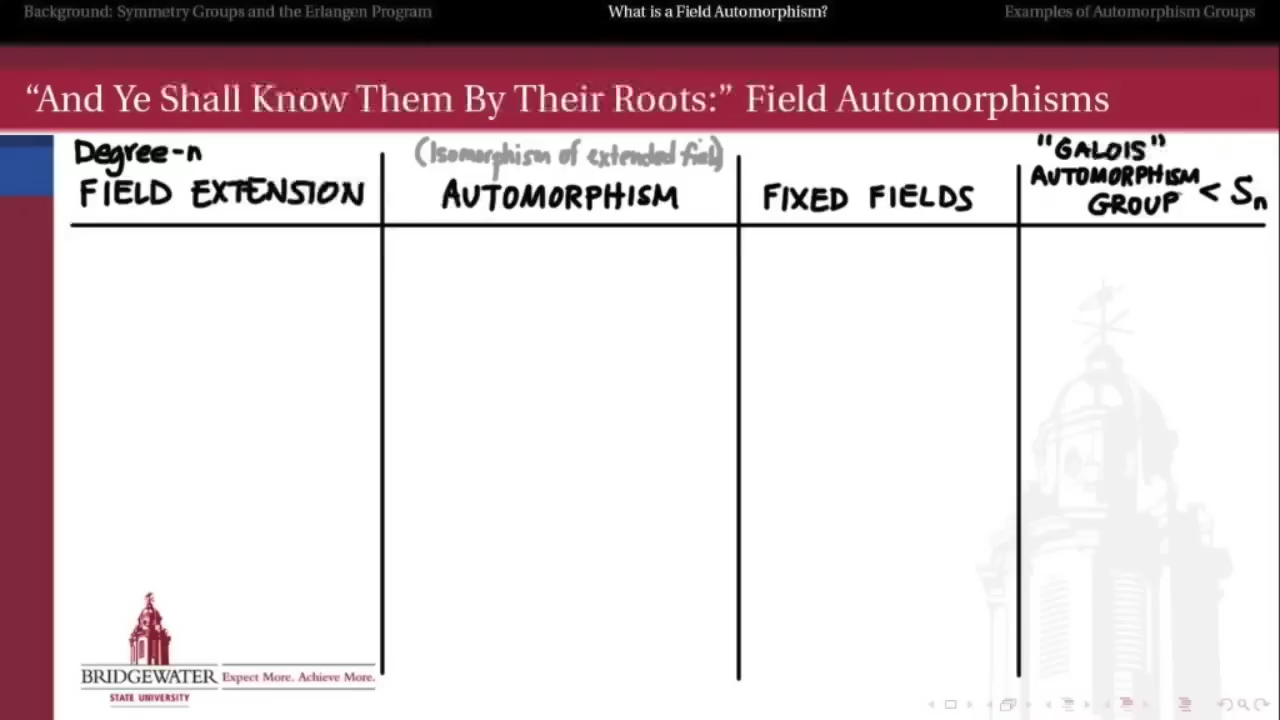 Background: Symmetry Groups and the Erlangen Program
What is a Field Automorphism?
Examples of Automorphism Groups
“And Ye Shall Know Them By Their Roots:” Field Automorphisms
Degree-n
FIELD EXTENSION
(Isomorphism of extended field)
AUTOMORPHISM
FIXED FIELDS
"GALOIS"
AUTOMORPHISM
GROUP < Sn
BRIDGEWATER
STATE UNIVERSITY
Expect More. Achieve More.